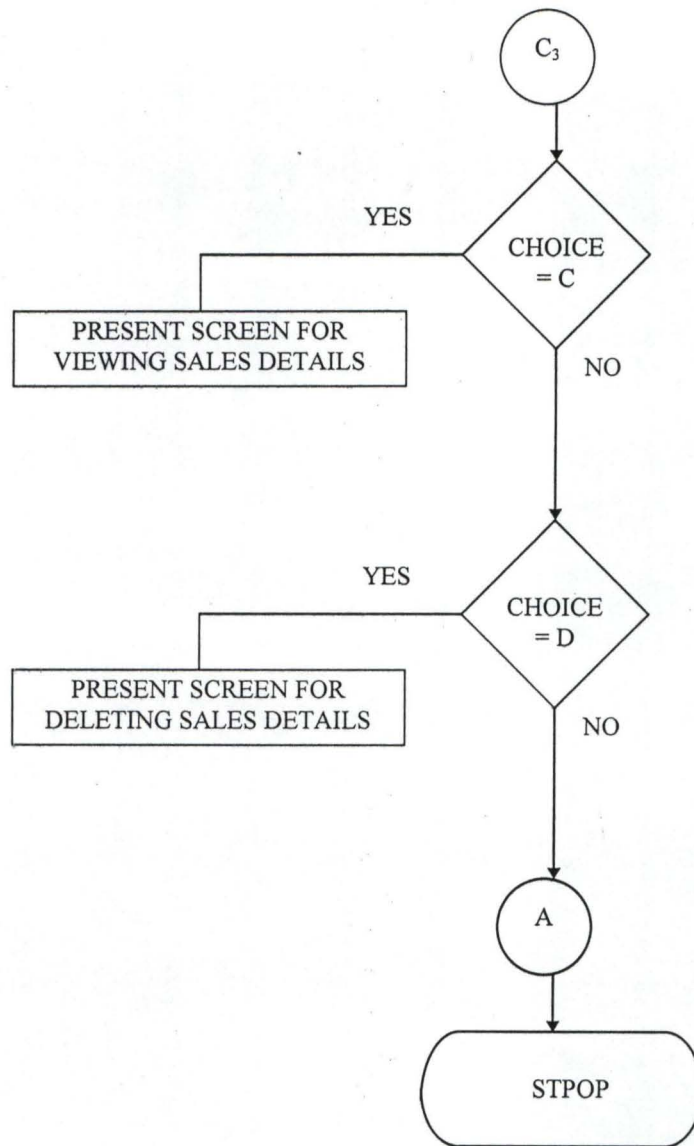 C₃
YES
CHOICE
= C
PRESENT SCREEN FOR
VIEWING SALES DETAILS
NO
YES
CHOICE
= D
PRESENT SCREEN FOR
DELETING SALES DETAILS
NO
A
STPOP